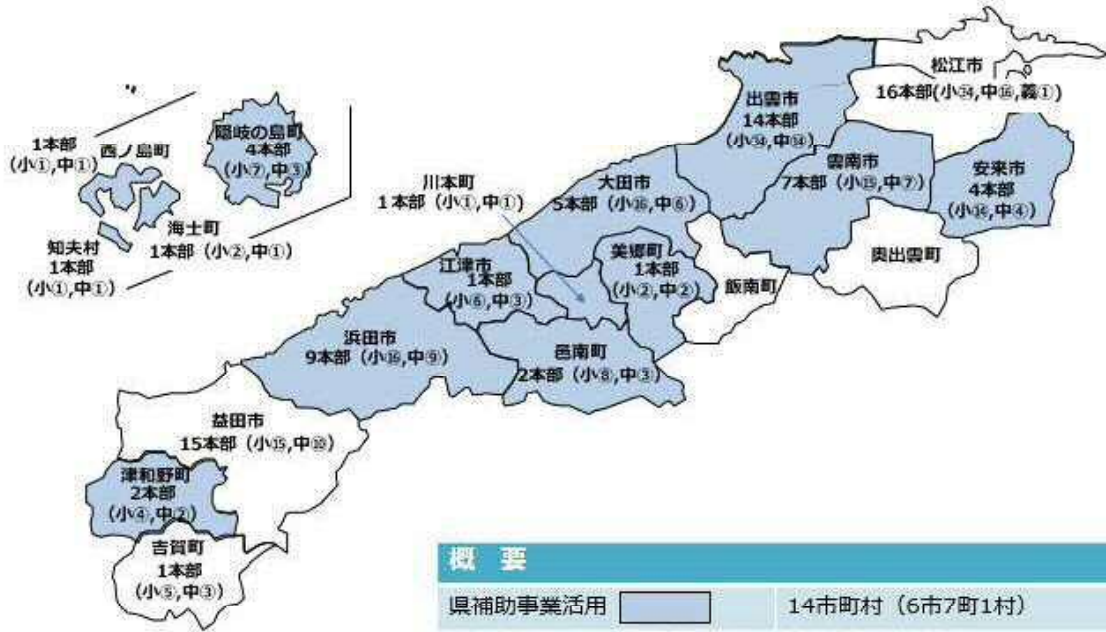 松江市
16本部(小㉞,中⑯,義①)
出雲市
14本部
(小㉞,中⑭)
隠岐の島町
4本部
(小⑦,中③)
1本部
(小①,中①)
西ノ島町
海士町
1本部（小②,中①)
知夫村
1本部
(小①,中①)
川本町
1本部（小①,中①)
大田市
5本部（小⑯,中⑥)
雲南市
7本部（小⑮,中⑦)
安来市
4本部
(小⑯,中④)
美郷町
1本部
(小②,中②)
飯南町
奥出雲町
江津市
1本部
(小⑥,中③)
浜田市
9本部（小⑯,中⑨)
邑南町
2本部（小⑧,中③)
益田市
15本部（小⑮,中⑩)
津和野町
2本部
(小④,中②)
吉賀町
1本部
(小⑤,中③)
概　要
県補助事業活用
14市町村（6市7町1村）